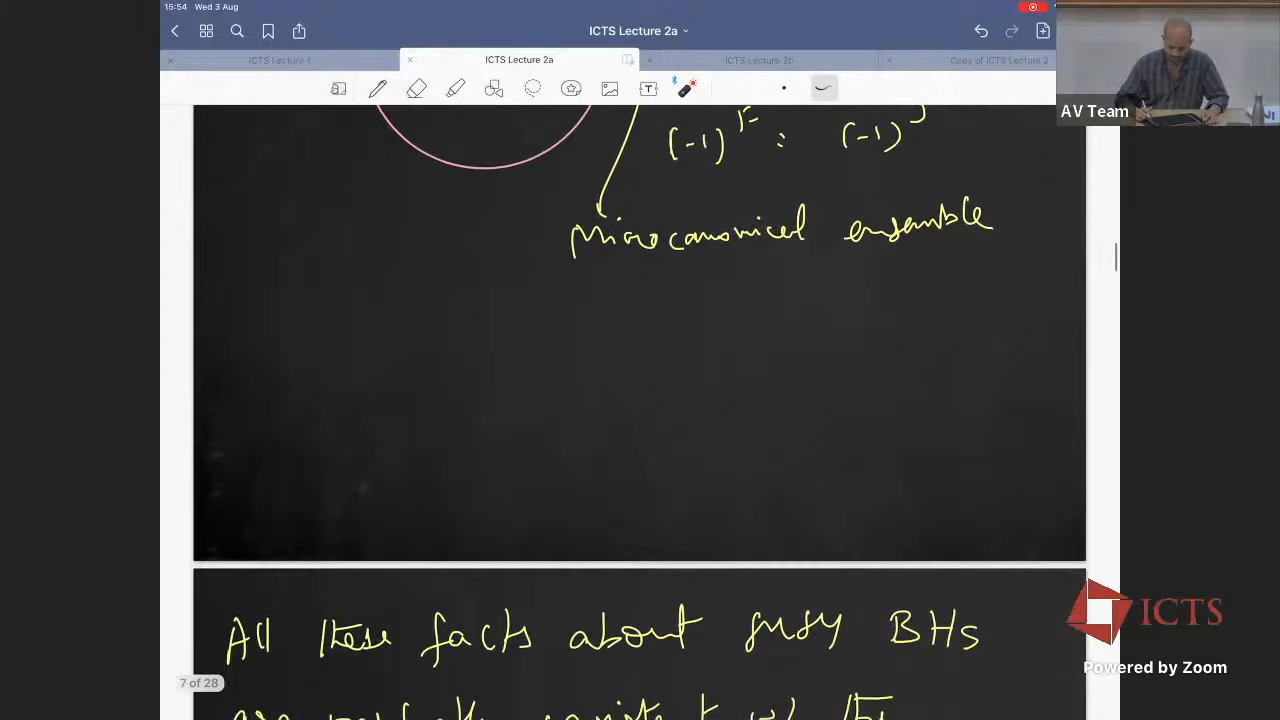 15:54 Wed 3 Aug
ICTS Lecture 2a
ICTS Lecture 1
ICTS Lecture 2a
ICTS Lecture 2b
Copy of ICTS Lecture 2
AV Team
(-1)^F = (-1)^J
Microcanonical ensemble
All these facts about susy BHs
7 of 28
ICTS
Powered by Zoom